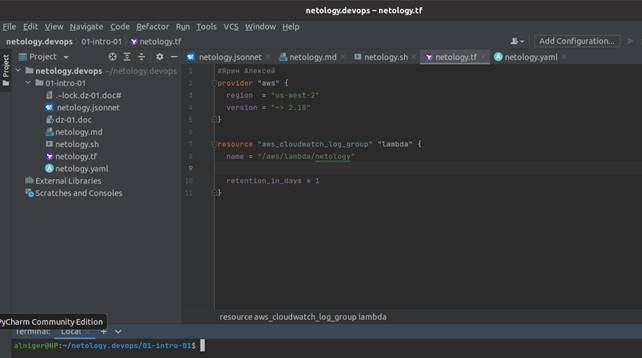 netology.devops – netology.tf
File Edit View Navigate Code Refactor Run Tools VCS Window Help
netology.devops 01-intro-01 netology.tf
Add Configuration...
Project
Project
netology.jsonnet netology.md netology.sh netology.tf netology.yaml
netology.devops ~/netology.devops
01-intro-01
.~lock.dz-01.doc#
netology.jsonnet
dz-01.doc
netology.md
netology.sh
netology.tf
netology.yaml
External Libraries
Scratches and Consoles
1 #Ярин Алексей
2 provider "aws" {
3 region = "us-west-2"
4 version = "~> 2.18"
5 }
6
7 resource "aws_cloudwatch_log_group" "lambda" {
8 name = "/aws/lambda/netology"
9
10 retention_in_days = 1
11 }
resource aws_cloudwatch_log_group lambda
PyCharm Community Edition
Terminal: Local
alniger@HP:~/netology.devops/01-intro-01$